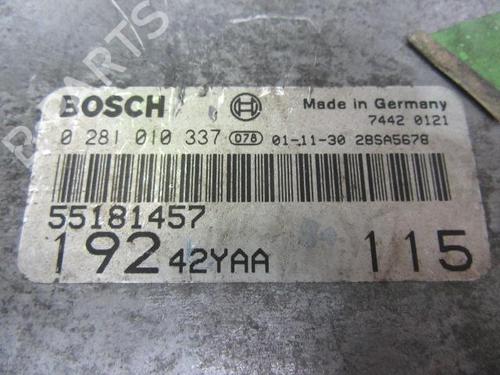 PARTS
BOSCH Made in Germany
7442 0121
0 281 010 337 078 01-11-30 28SA5678
55181457
192 42YAA 115